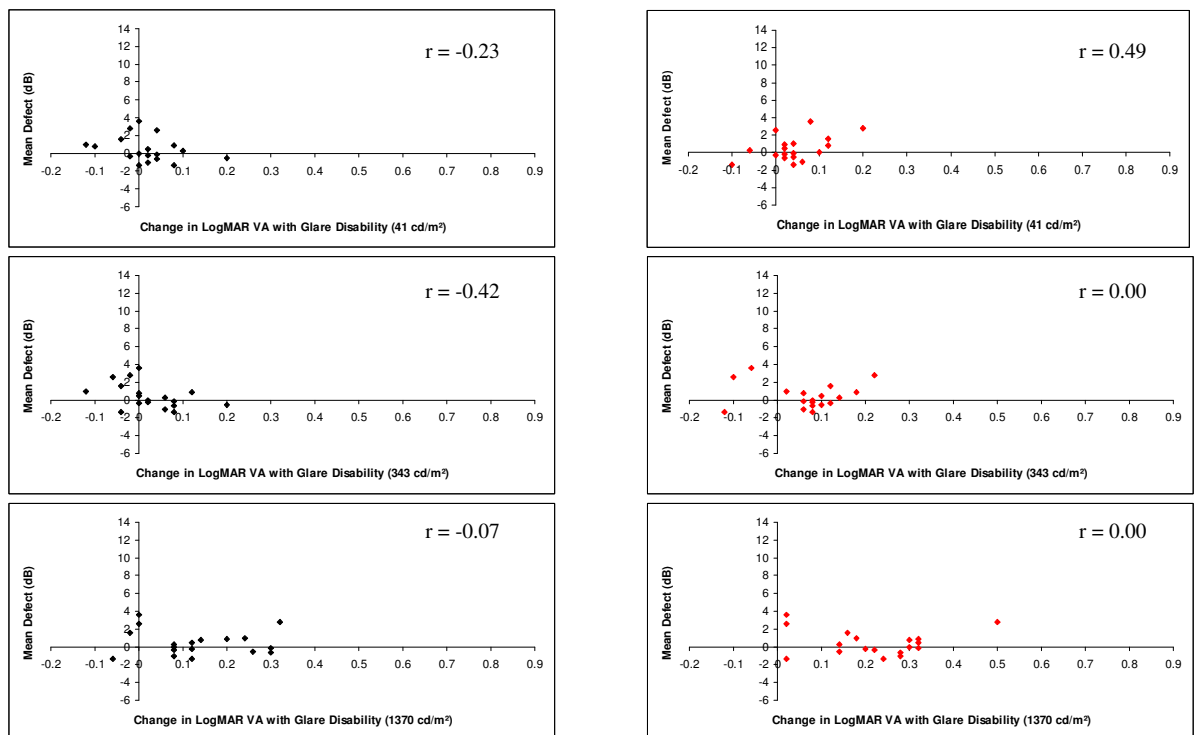 r = -0.23
Mean Defect (dB)
14
12
10
8
6
4
2
0
-2
-4
-6
-0.2 -0.1 0 0.1 0.2 0.3 0.4 0.5 0.6 0.7 0.8 0.9
Change in LogMAR VA with Glare Disability (41 cd/m²)
r = 0.49
Mean Defect (dB)
14
12
10
8
6
4
2
0
-2
-4
-6
-0.2 -0.1 0 0.1 0.2 0.3 0.4 0.5 0.6 0.7 0.8 0.9
Change in LogMAR VA with Glare Disability (41 cd/m²)
r = -0.42
Mean Defect (dB)
14
12
10
8
6
4
2
0
-2
-4
-6
-0.2 -0.1 0 0.1 0.2 0.3 0.4 0.5 0.6 0.7 0.8 0.9
Change in LogMAR VA with Glare Disability (343 cd/m²)
r = 0.00
Mean Defect (dB)
14
12
10
8
6
4
2
0
-2
-4
-6
-0.2 -0.1 0 0.1 0.2 0.3 0.4 0.5 0.6 0.7 0.8 0.9
Change in LogMAR VA with Glare Disability (343 cd/m²)
r = -0.07
Mean Defect (dB)
14
12
10
8
6
4
2
0
-2
-4
-6
-0.2 -0.1 0 0.1 0.2 0.3 0.4 0.5 0.6 0.7 0.8 0.9
Change in LogMAR VA with Glare Disability (1370 cd/m²)
r = 0.00
Mean Defect (dB)
14
12
10
8
6
4
2
0
-2
-4
-6
-0.2 -0.1 0 0.1 0.2 0.3 0.4 0.5 0.6 0.7 0.8 0.9
Change in LogMAR VA with Glare Disability (1370 cd/m²)